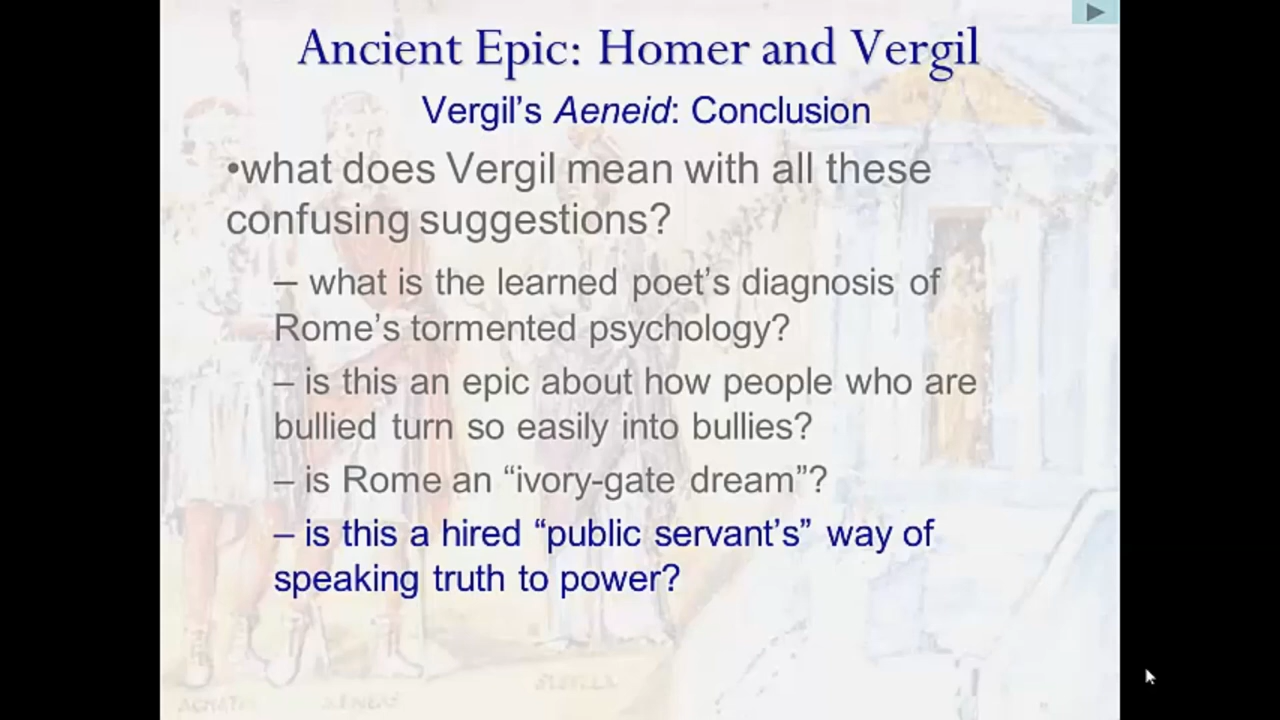 Ancient Epic: Homer and Vergil
Vergil’s Aeneid: Conclusion
•what does Vergil mean with all these
confusing suggestions?
– what is the learned poet’s diagnosis of
Rome’s tormented psychology?
– is this an epic about how people who are
bullied turn so easily into bullies?
– is Rome an “ivory-gate dream”?
– is this a hired “public servant’s” way of
speaking truth to power?